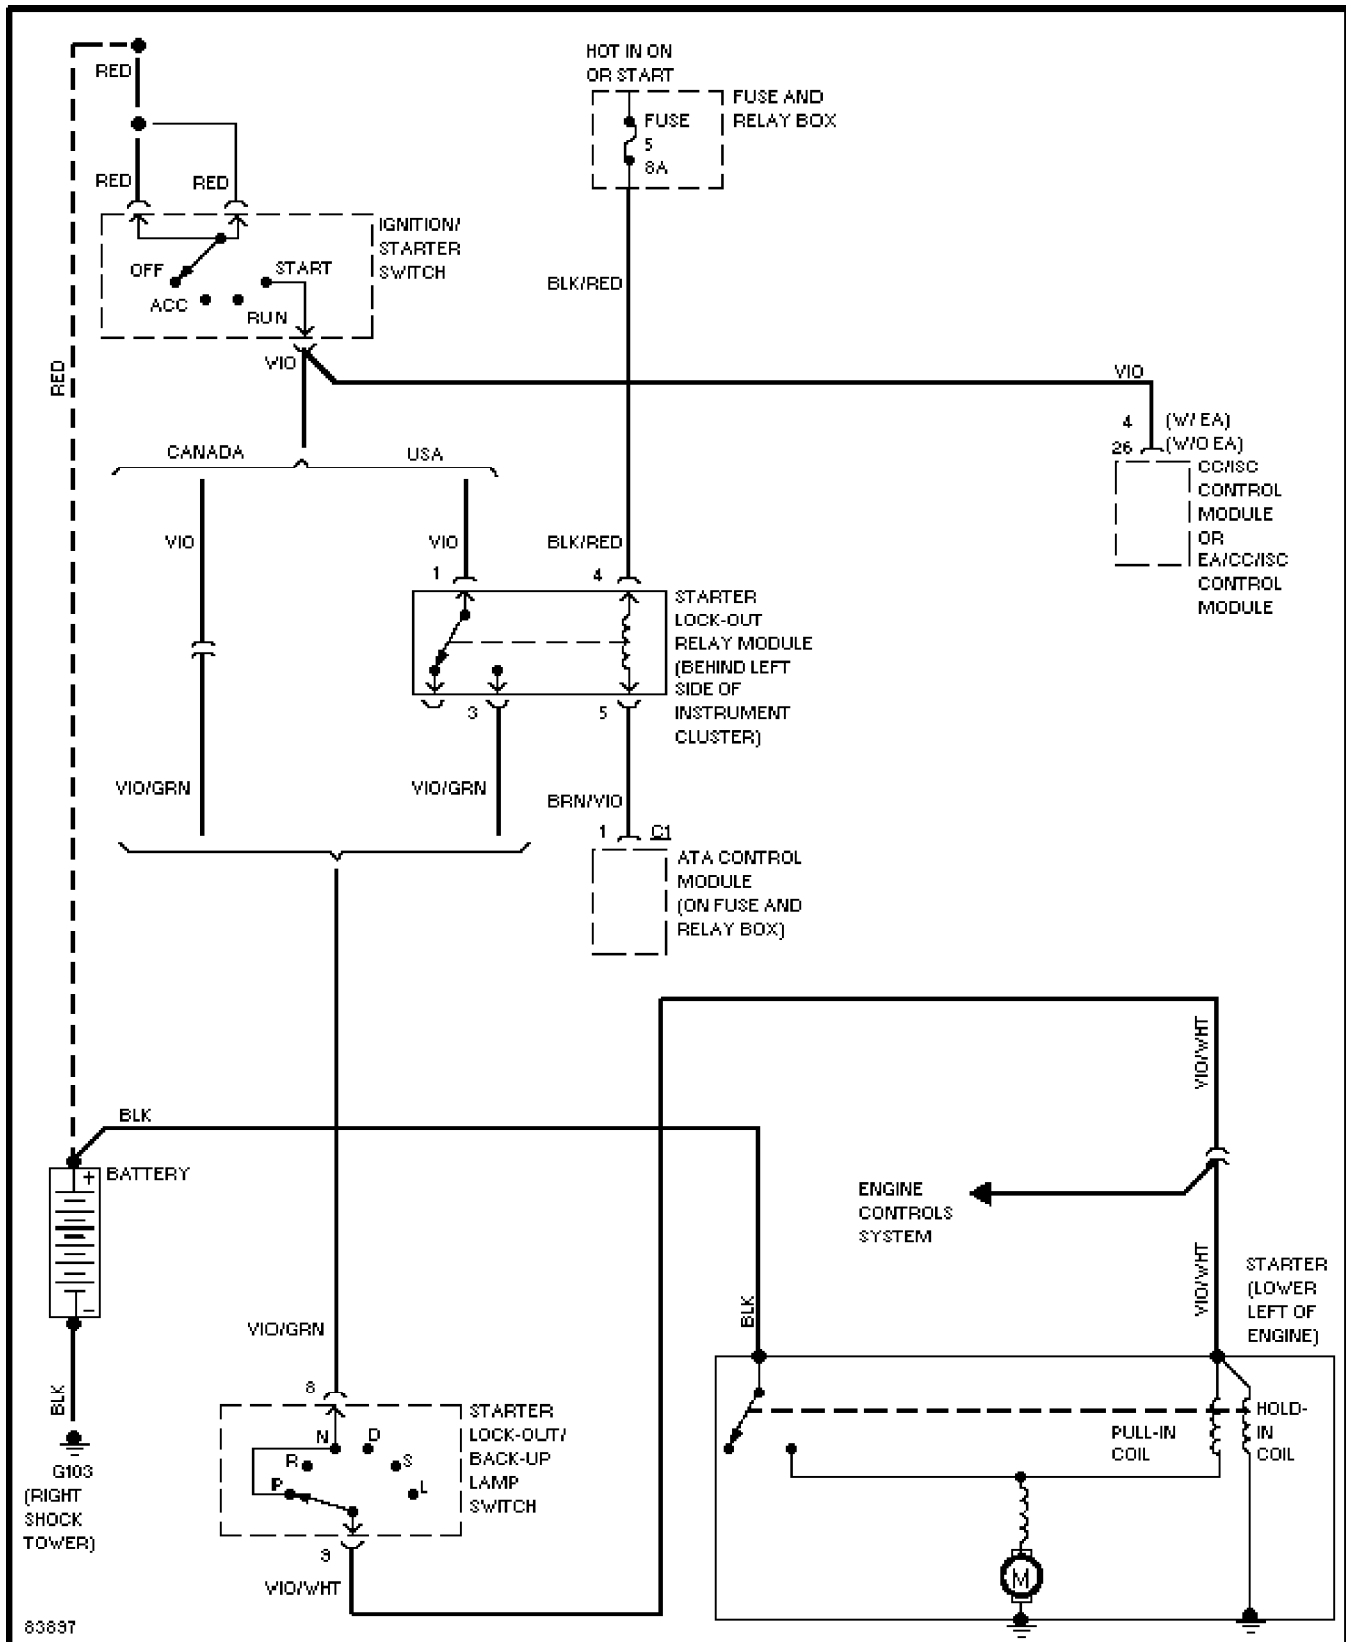 RED
HOT IN ON
OR START
FUSE AND
RELAY BOX
FUSE
5
8A
RED
RED
IGNITION/
STARTER
SWITCH
OFF
START
ACC
RUN
BLK/RED
VIO
RED
VIO
4 (W/ EA)
26 (W/O EA)
CC/ISC
CONTROL
MODULE
OR
EA/CC/ISC
CONTROL
MODULE
CANADA
USA
VIO
VIO
BLK/RED
1
4
STARTER
LOCK-OUT
RELAY MODULE
(BEHIND LEFT
SIDE OF
INSTRUMENT
CLUSTER)
3
5
VIO/GRN
VIO/GRN
BRN/VIO
1 C1
ATA CONTROL
MODULE
(ON FUSE AND
RELAY BOX)
VIO/WHT
BLK
+
BATTERY
-
ENGINE
CONTROLS
SYSTEM
VIO/WHT
STARTER
(LOWER
LEFT OF
ENGINE)
BLK
VIO/GRN
BLK
8
STARTER
LOCK-OUT/
BACK-UP
LAMP
SWITCH
N
D
R
S
P
L
PULL-IN
COIL
HOLD-
IN
COIL
G103
(RIGHT
SHOCK
TOWER)
9
VIO/WHT
M
83897